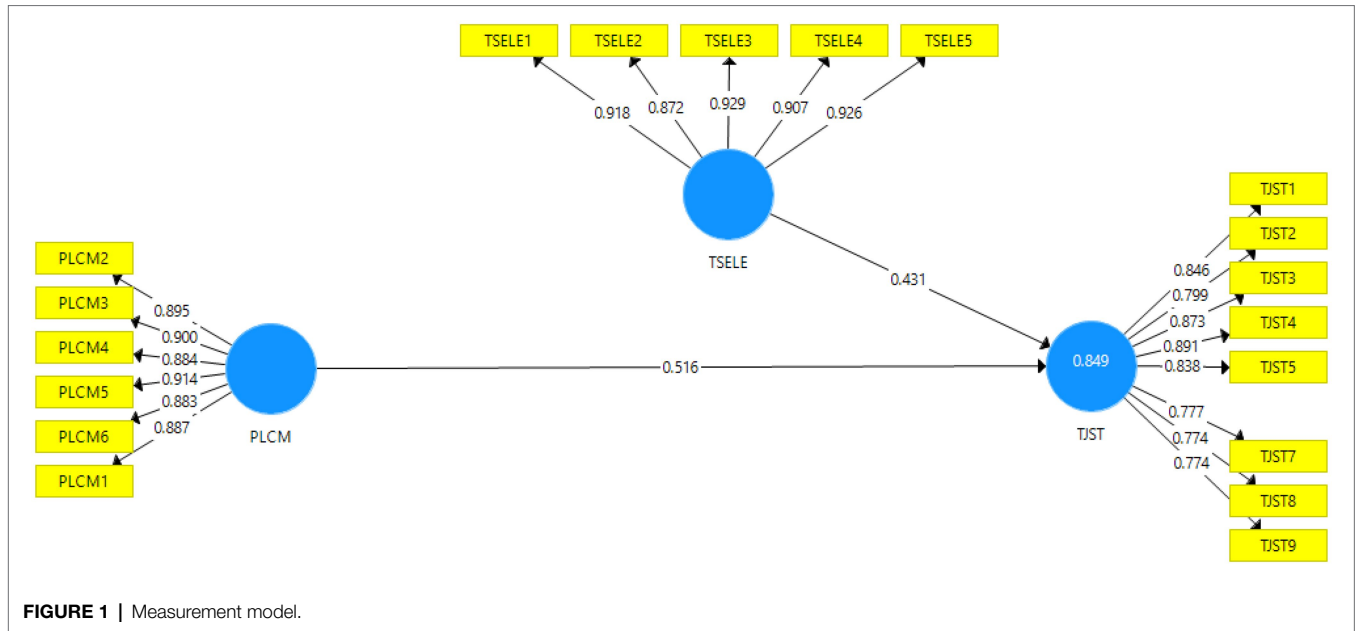 TSELE1 TSELE2 TSELE3 TSELE4 TSELE5
0.918 0.872 0.929 0.907 0.926
TSELE
PLCM2
PLCM3
PLCM4
PLCM5
PLCM6
PLCM1
0.895
0.900
0.884
0.914
0.883
0.887
PLCM
0.516
0.431
0.849
TJST
0.846
0.799
0.873
0.891
0.838
0.777
0.774
0.774
TJST1
TJST2
TJST3
TJST4
TJST5
TJST7
TJST8
TJST9
FIGURE 1 | Measurement model.